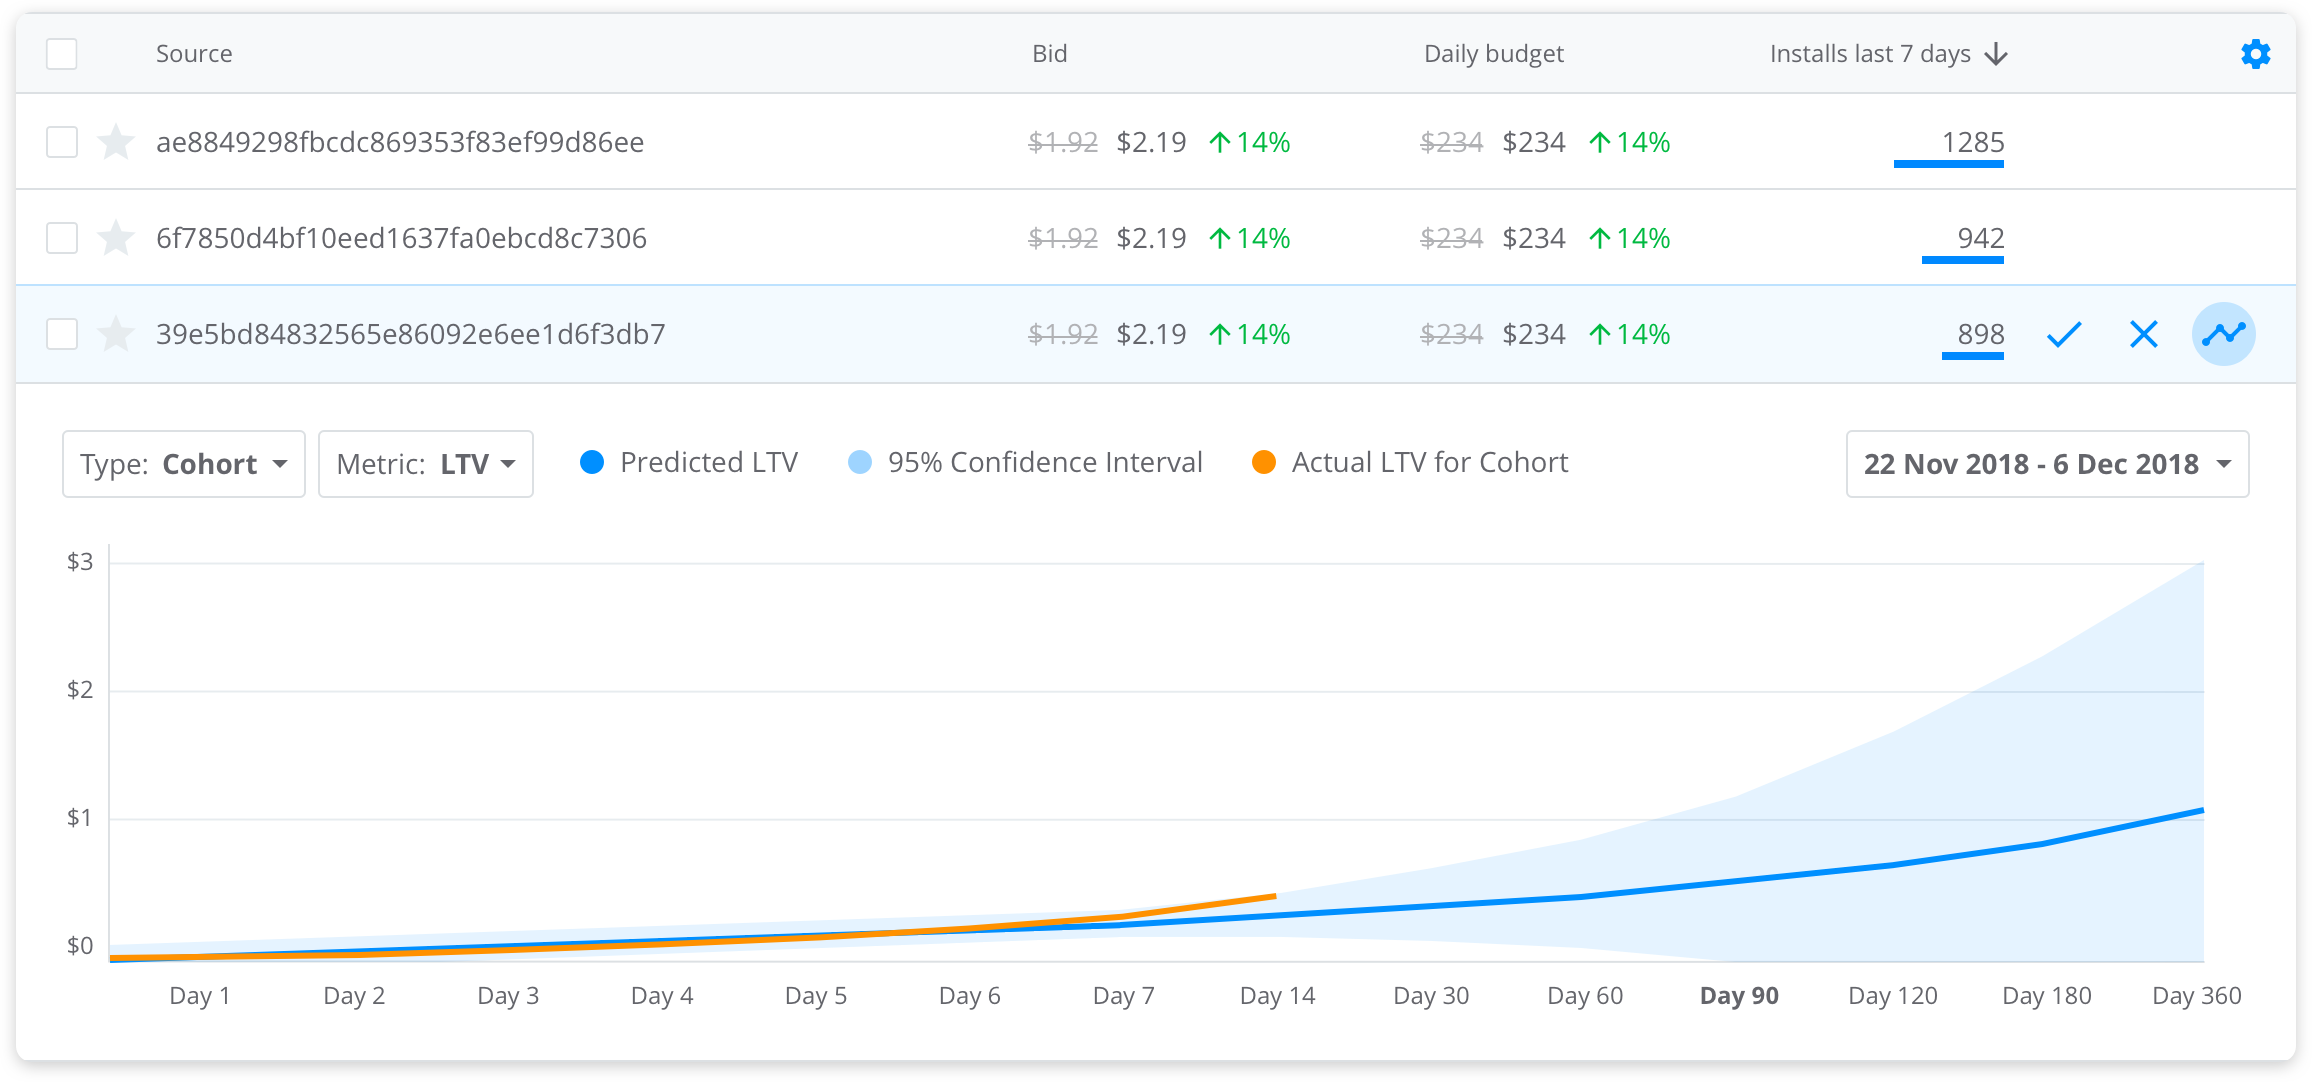 Source Bid Daily budget Installs last 7 days
ae8849298fbcdc869353f83ef99d86ee $1.92 $2.19 14% $234 $234 14% 1285
6f7850d4bf10eed1637fa0ebcd8c7306 $1.92 $2.19 14% $234 $234 14% 942
39e5bd84832565e86092e6ee1d6f3db7 $1.92 $2.19 14% $234 $234 14% 898
Type: Cohort Metric: LTV Predicted LTV 95% Confidence Interval Actual LTV for Cohort 22 Nov 2018 - 6 Dec 2018
$3
$2
$1
$0
Day 1 Day 2 Day 3 Day 4 Day 5 Day 6 Day 7 Day 14 Day 30 Day 60 Day 90 Day 120 Day 180 Day 360